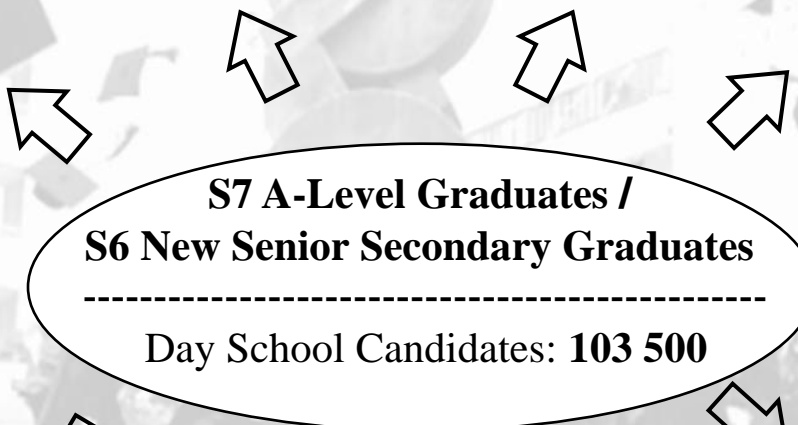 S7 A-Level Graduates /
S6 New Senior Secondary Graduates
------------------------------------------------
Day School Candidates: 103 500